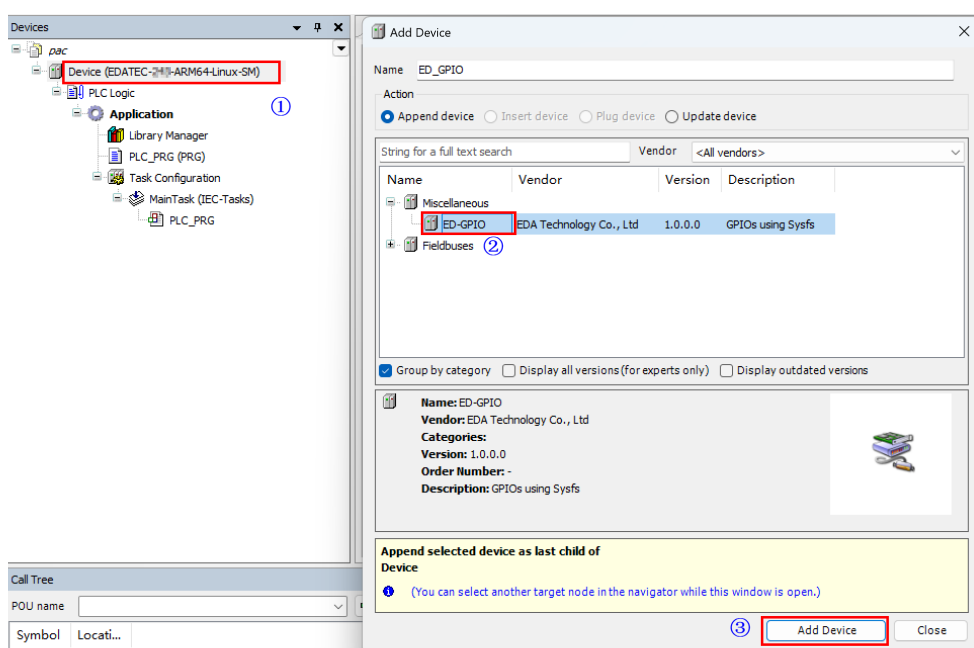 Devices
pac
Device (EDATEC-ARM64-Linux-SM)
①
PLC Logic
Application
Library Manager
PLC_PRG (PRG)
Task Configuration
MainTask (IEC-Tasks)
PLC_PRG
Call Tree
POU name
Symbol Locati...
Add Device
Name ED_GPIO
Action
Append device Insert device Plug device Update device
String for a full text search Vendor <All vendors>
Name Vendor Version Description
Miscellaneous
ED-GPIO EDA Technology Co., Ltd 1.0.0.0 GPIOs using Sysfs
Fieldbuses ②
Group by category Display all versions (for experts only) Display outdated versions
Name: ED-GPIO
Vendor: EDA Technology Co., Ltd
Categories:
Version: 1.0.0.0
Order Number: -
Description: GPIOs using Sysfs
Append selected device as last child of
Device
(You can select another target node in the navigator while this window is open.)
③ Add Device Close